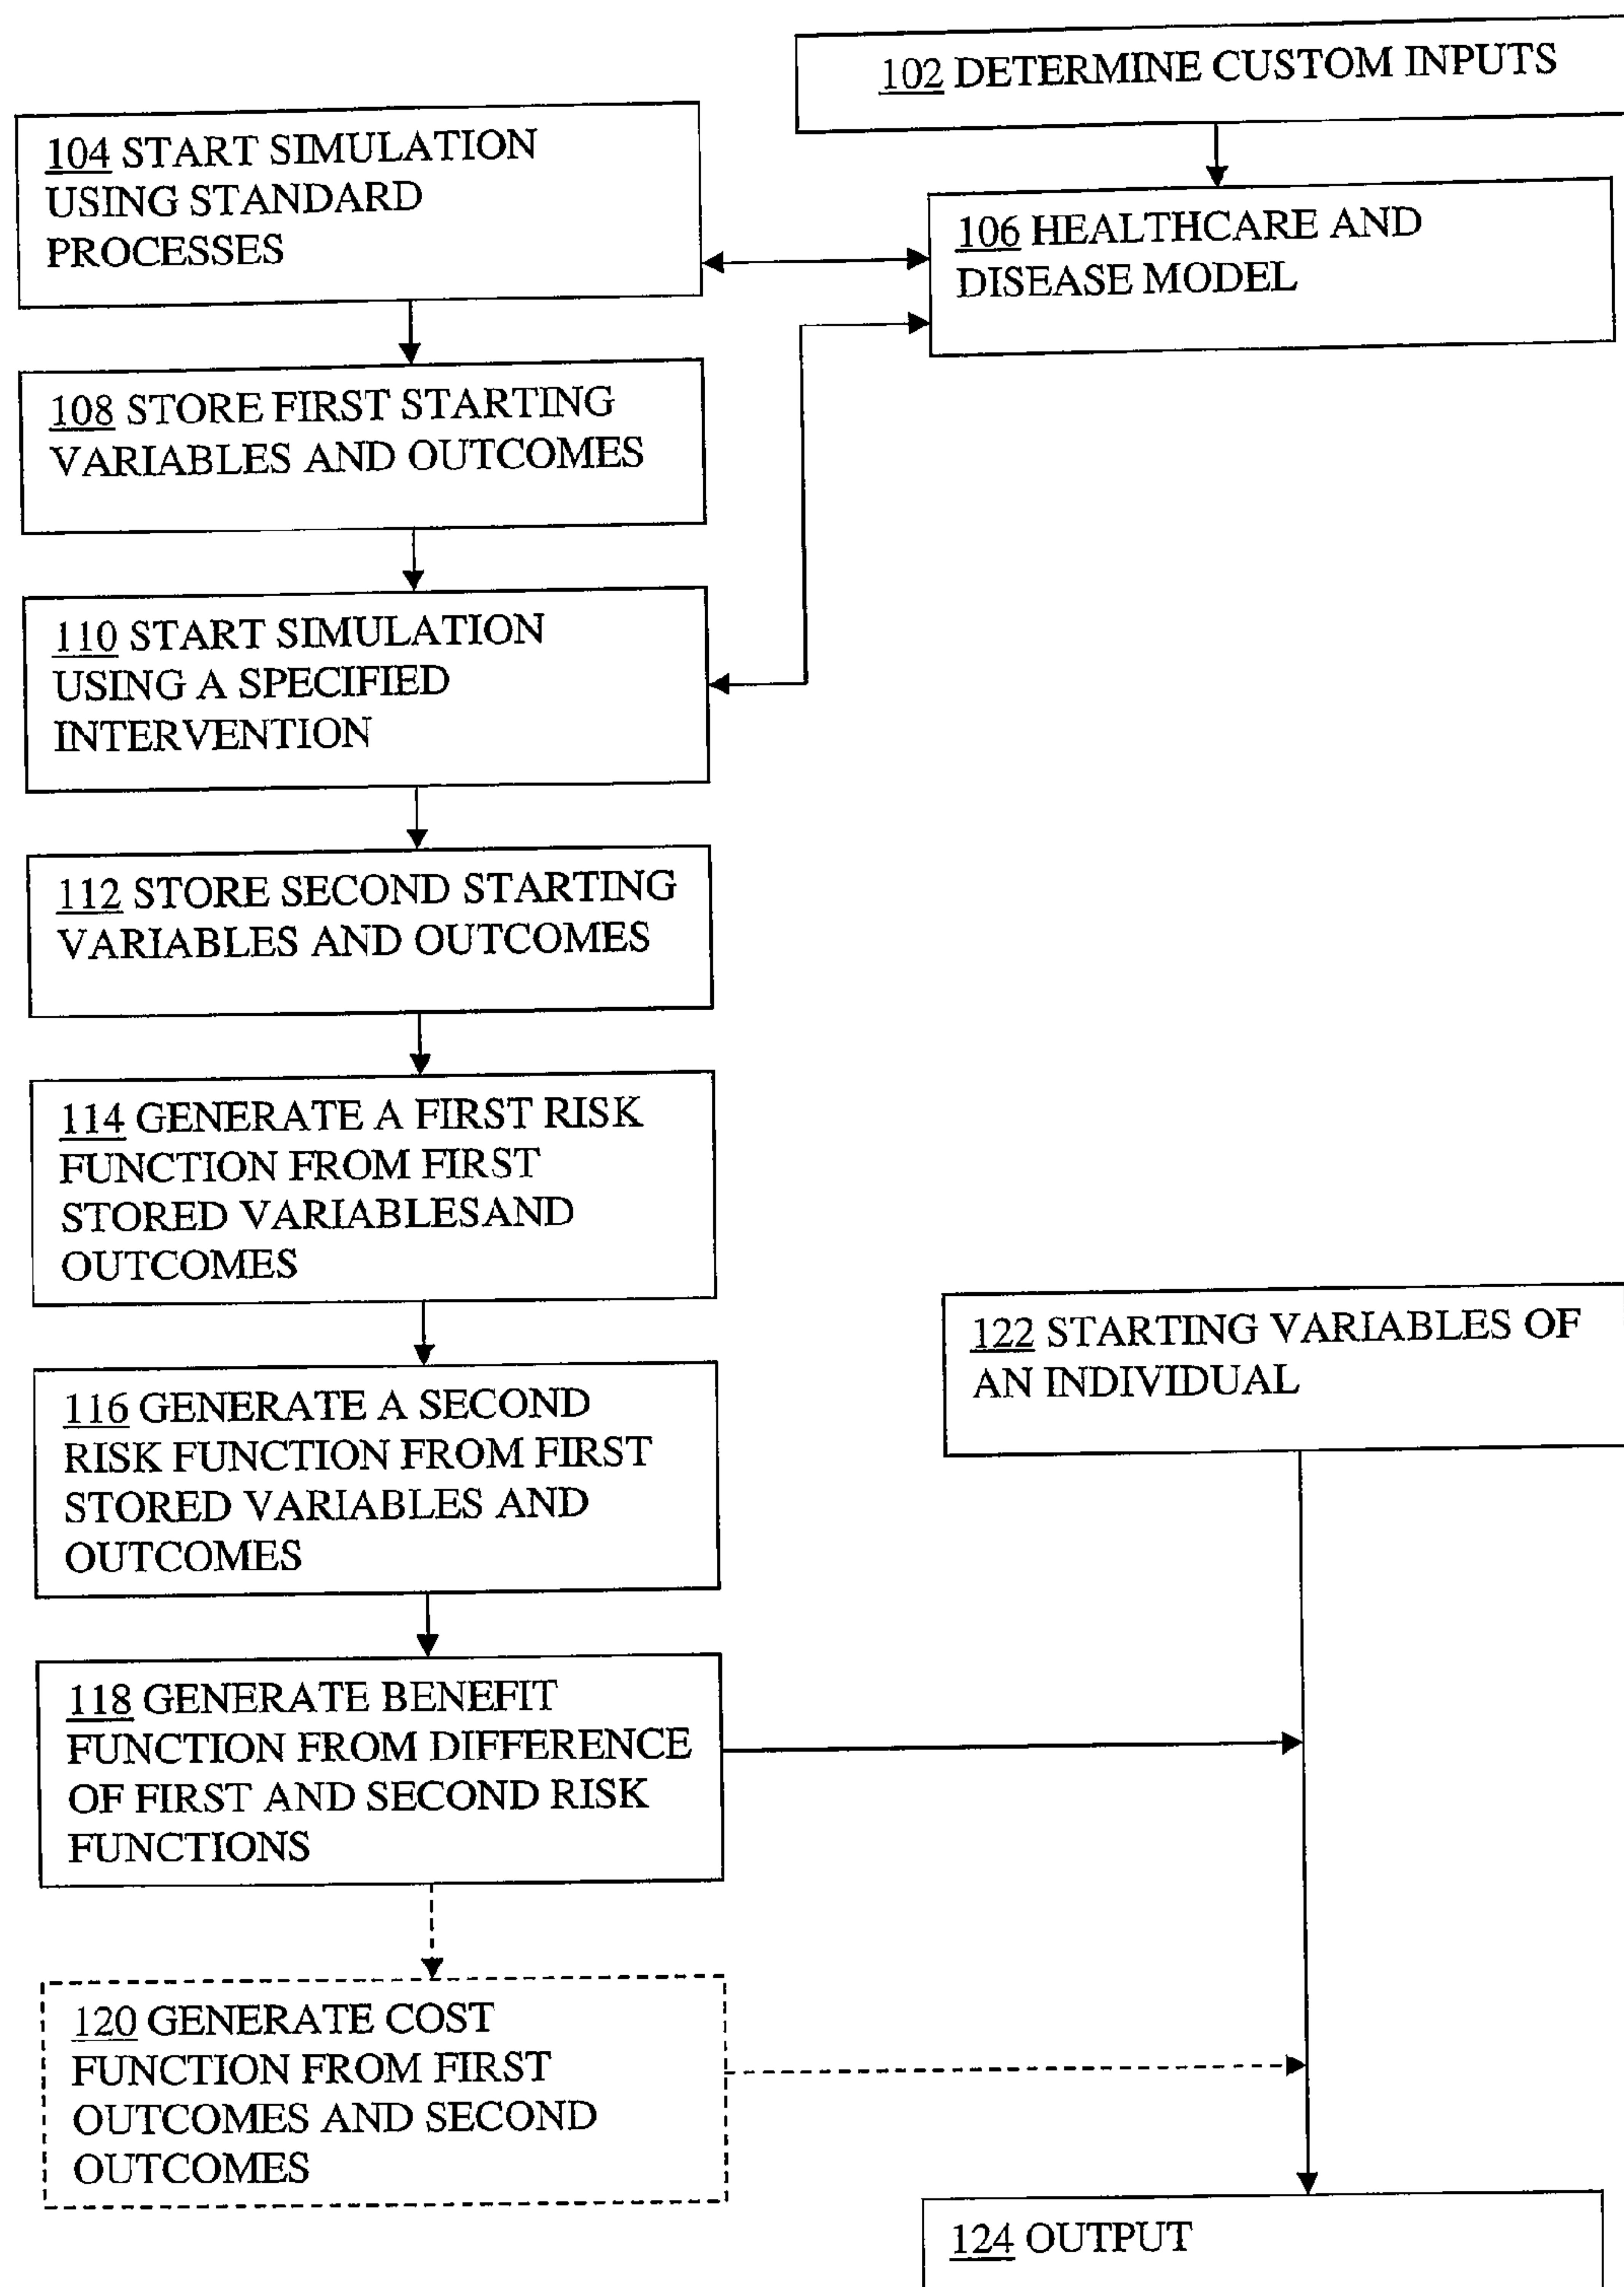 102 DETERMINE CUSTOM INPUTS
104 START SIMULATION
USING STANDARD
PROCESSES
106 HEALTHCARE AND
DISEASE MODEL
108 STORE FIRST STARTING
VARIABLES AND OUTCOMES
110 START SIMULATION
USING A SPECIFIED
INTERVENTION
112 STORE SECOND STARTING
VARIABLES AND OUTCOMES
114 GENERATE A FIRST RISK
FUNCTION FROM FIRST
STORED VARIABLESAND
OUTCOMES
116 GENERATE A SECOND
RISK FUNCTION FROM FIRST
STORED VARIABLES AND
OUTCOMES
118 GENERATE BENEFIT
FUNCTION FROM DIFFERENCE
OF FIRST AND SECOND RISK
FUNCTIONS
120 GENERATE COST
FUNCTION FROM FIRST
OUTCOMES AND SECOND
OUTCOMES
122 STARTING VARIABLES OF
AN INDIVIDUAL
124 OUTPUT